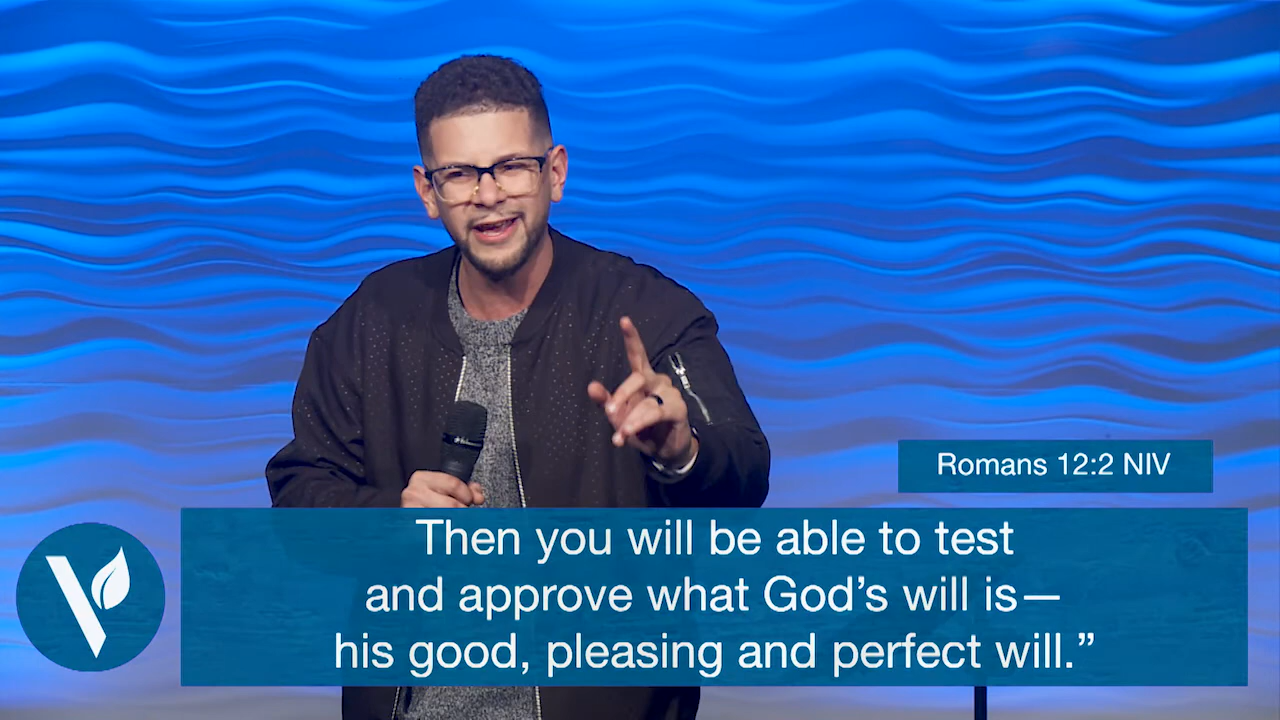 Romans 12:2 NIV
Then you will be able to test
and approve what God’s will is—
his good, pleasing and perfect will.”